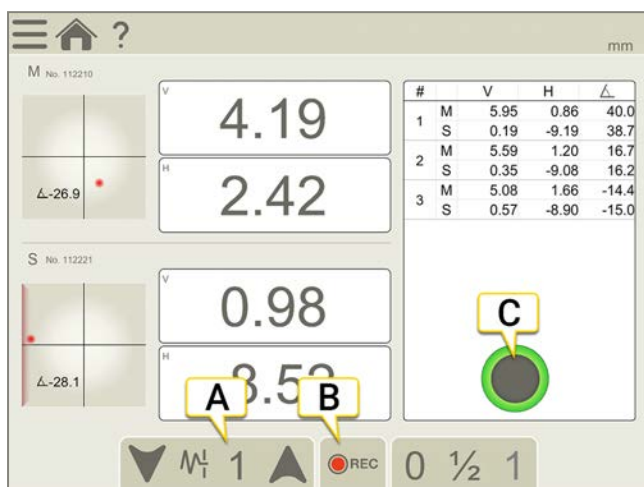 ?
mm
M No. 112210
∡-26.9
V
4.19
H
2.42
S No. 112221
∡-28.1
V
0.98
H
# V H ∡
1 M 5.95 0.86 40.0
S 0.19 -9.19 38.7
2 M 5.59 1.20 16.7
S 0.35 -9.08 16.2
3 M 5.08 1.66 -14.4
S 0.57 -8.90 -15.0
C
A B
1 REC 0 ½ 1